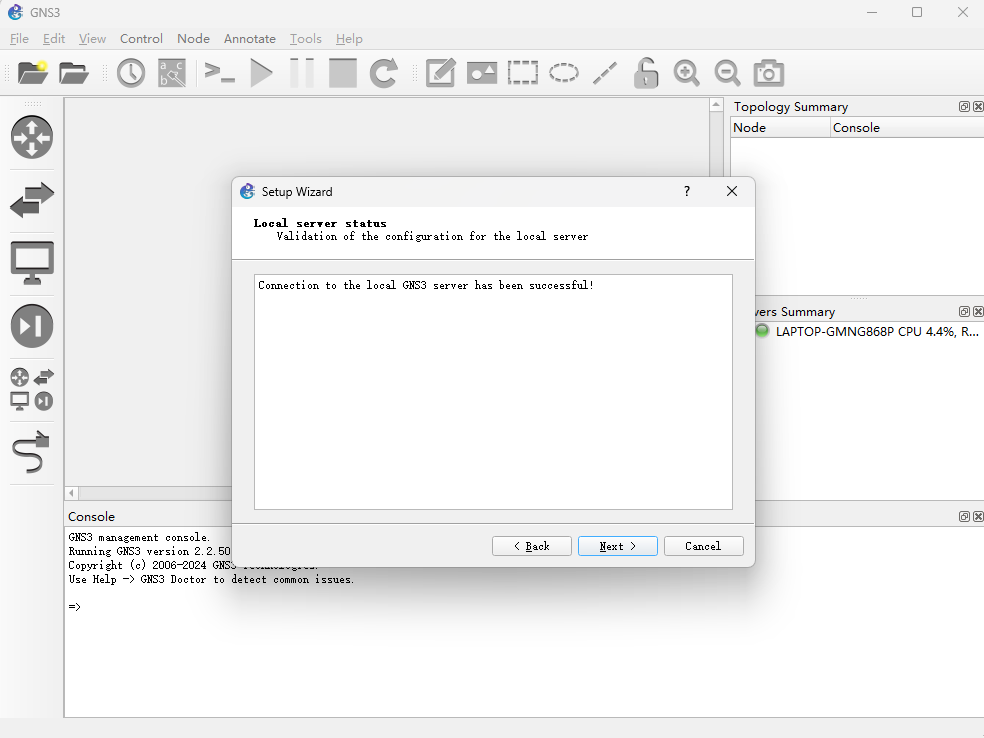 GNS3
File Edit View Control Node Annotate Tools Help
a c
Topology Summary
Node Console
Setup Wizard
?
Local server status
Validation of the configuration for the local server
Connection to the local GNS3 server has been successful!
vers Summary
LAPTOP-GMNG868P CPU 4.4%, R...
< Back
Next >
Cancel
Console
GNS3 management console.
Running GNS3 version 2.2.50
Copyright (c) 2006-2024 GNS3 Technologies.
Use Help -> GNS3 Doctor to detect common issues.
=>